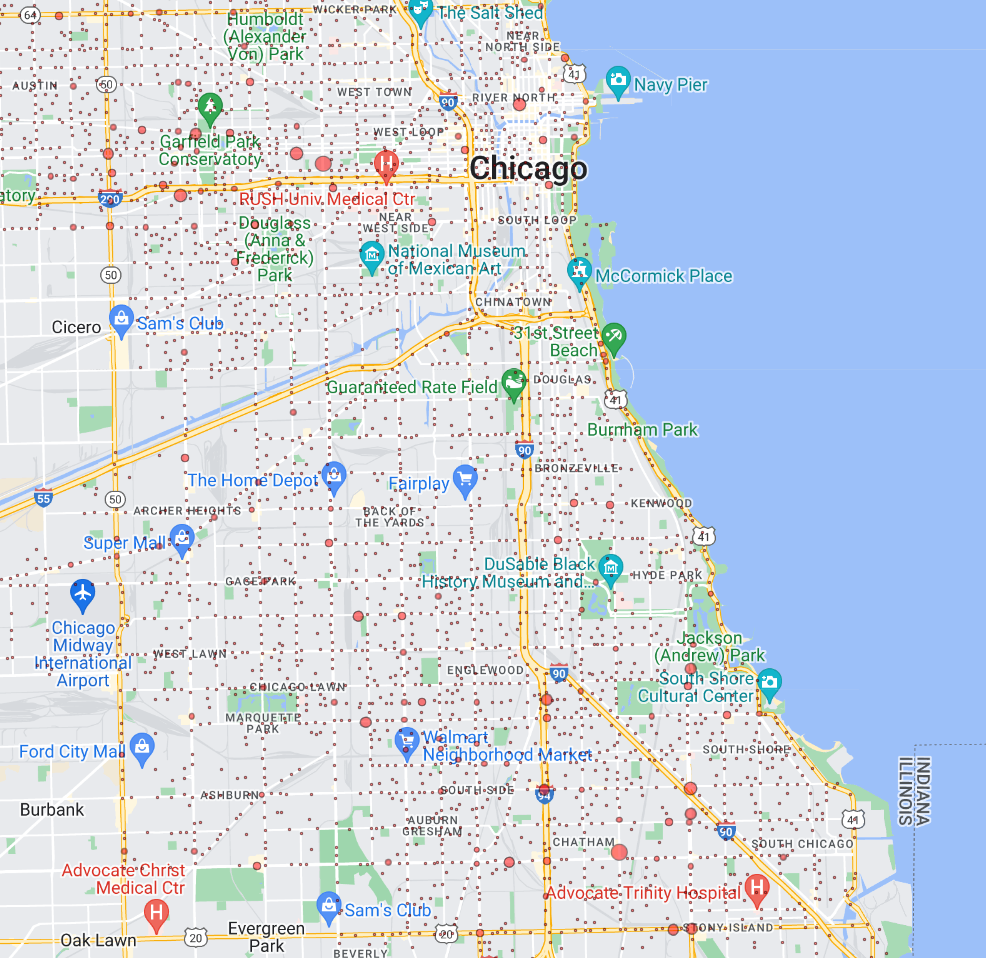 64
WICKER PARK
The Salt Shed
Humboldt
(Alexander
Von) Park
NEAR
NORTH SIDE
41
AUSTIN
50
Navy Pier
WEST TOWN
90
RIVER NORTH
WEST LOOP
Garfield Park
Conservatory
Chicago
290
RUSH Univ. Medical Ctr
atory
NEAR
WEST SIDE
SOUTH LOOP
Douglass
(Anna &
Frederick)
Park
National Museum
of Mexican Art
50
McCormick Place
CHINATOWN
Cicero
Sam's Club
31st Street
Beach
Guaranteed Rate Field
DOUGLAS
41
Burnham Park
90
BRONZEVILLE
The Home Depot
Fairplay
55
50
ARCHER HEIGHTS
BACK OF
THE YARDS
KENWOOD
Super Mall
41
DuSable Black
History Museum and...
HYDE PARK
GAGE PARK
Chicago
Midway
International
Airport
WEST LAWN
Jackson
(Andrew) Park
ENGLEWOOD
90
South Shore
Cultural Center
CHICAGO LAWN
MARQUETTE
PARK
Ford City Mall
Walmart
Neighborhood Market
SOUTH SHORE
INDIANA
ILLINOIS
ASHBURN
SOUTH SIDE
94
Burbank
AUBURN
GRESHAM
41
90
CHATHAM
SOUTH CHICAGO
Advocate Christ
Medical Ctr
Advocate Trinity Hospital
Sam's Club
Oak Lawn
20
Evergreen
Park
20
STONY ISLAND
BEVERLY